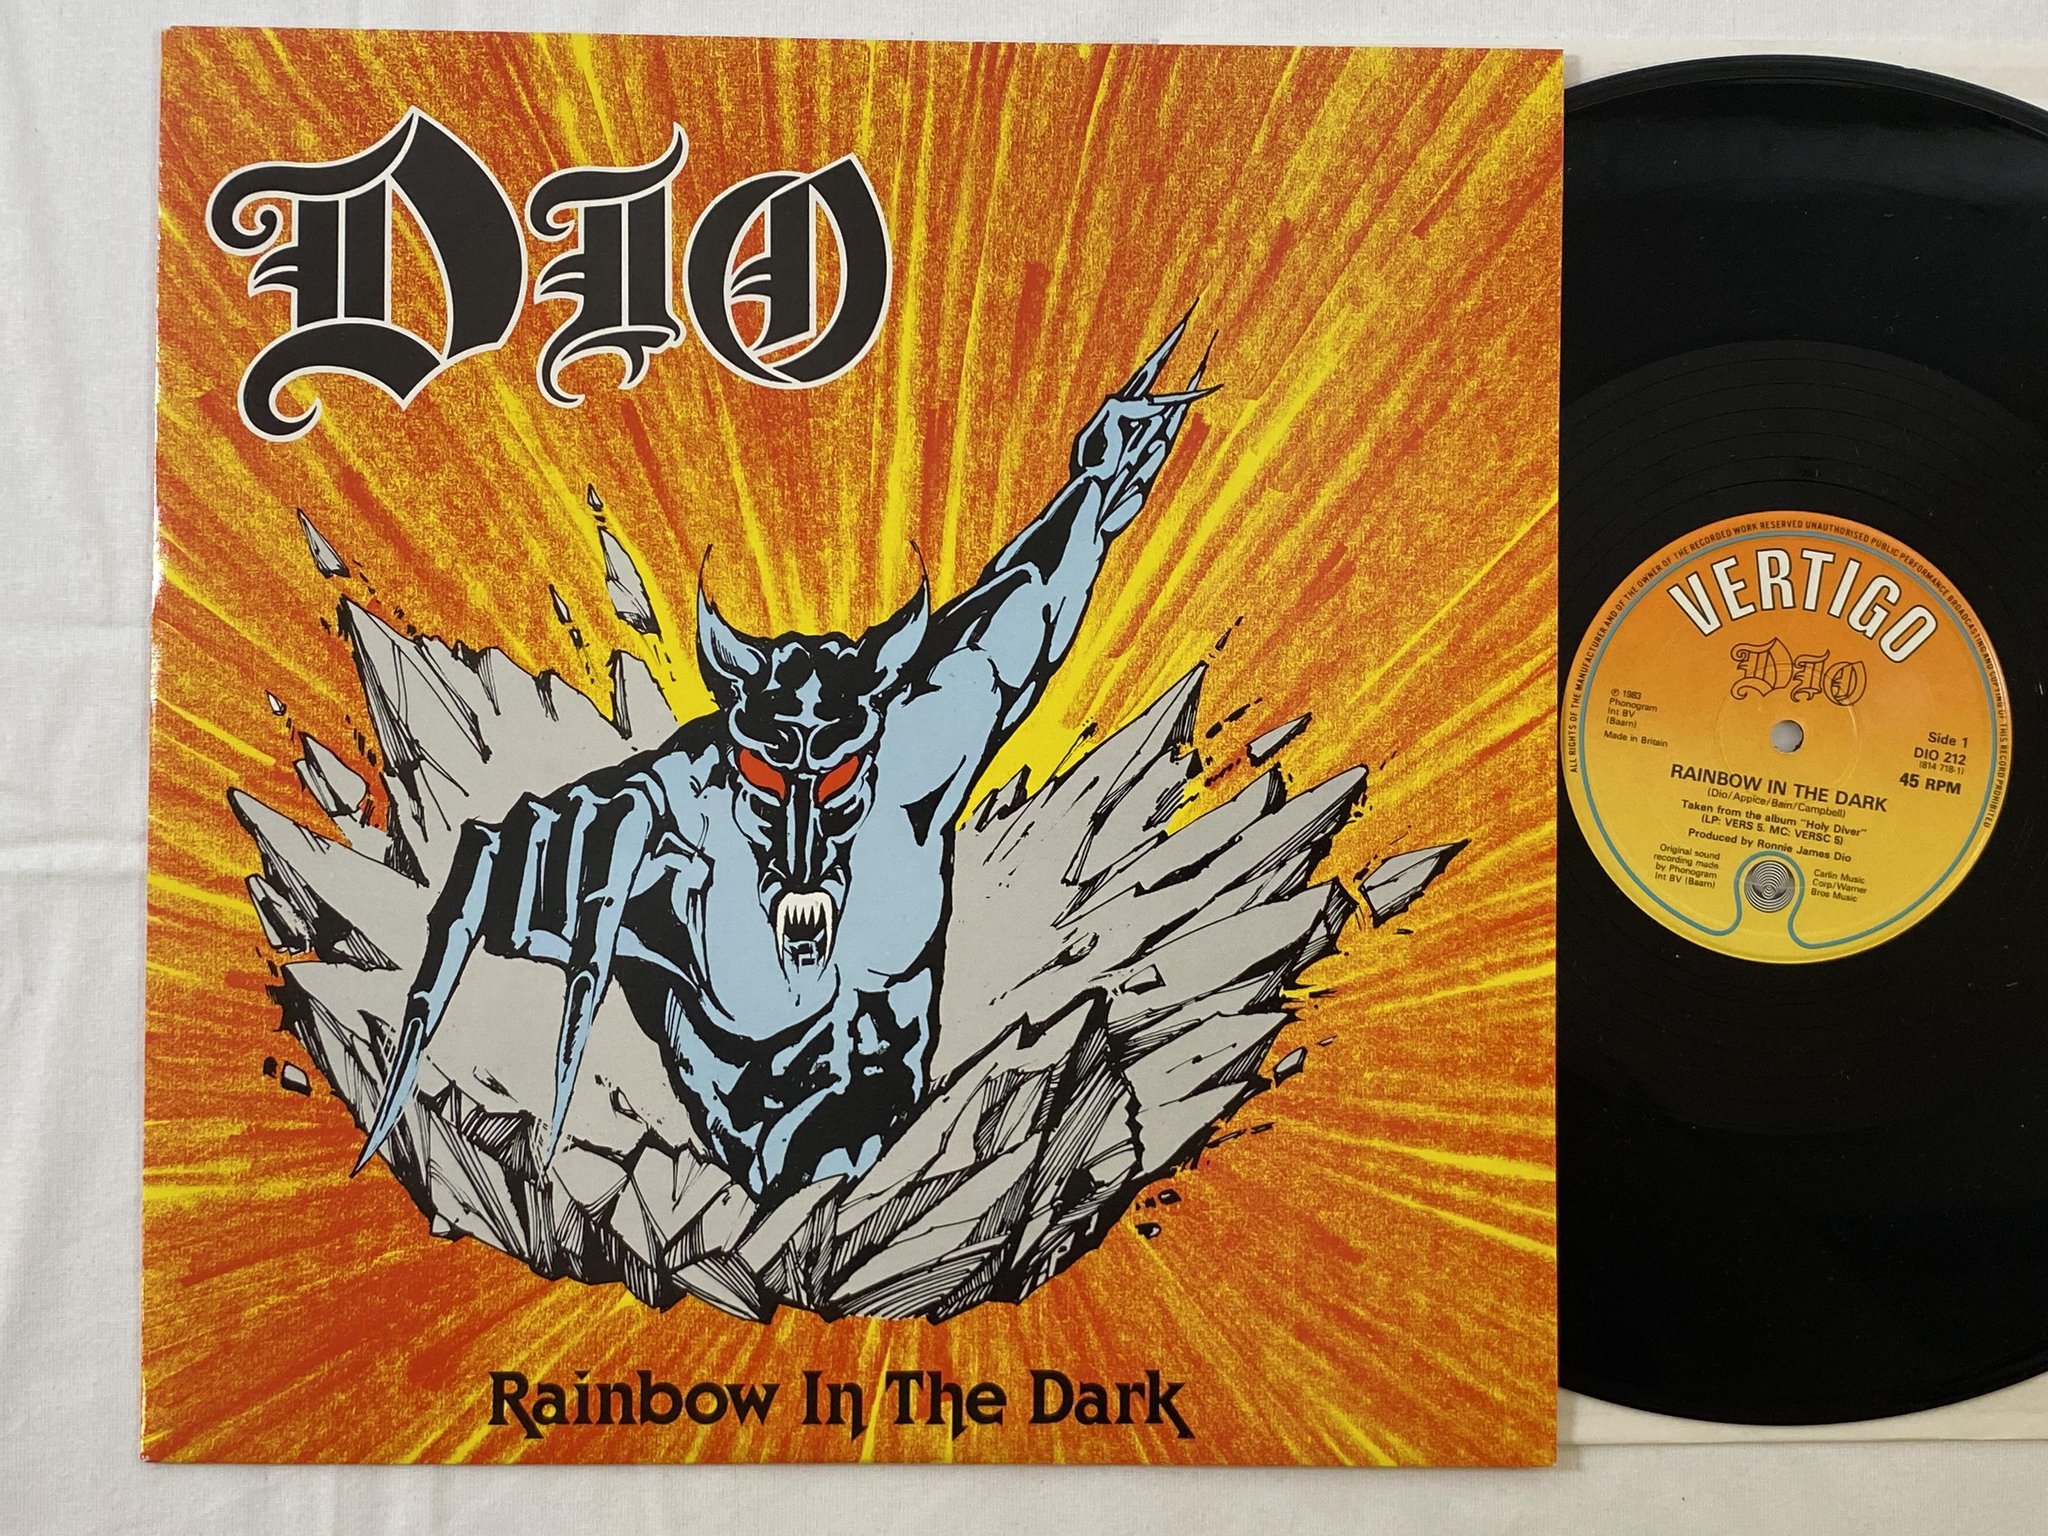 DIO
Rainbow In The Dark
ALL RIGHTS OF THE MANUFACTURER AND OF THE OWNER OF THE RECORDED WORK RESERVED UNAUTHORISED PUBLIC PERFORMANCE BROADCASTING AND COPYING OF THIS RECORD PROHIBITED
VERTIGO
DIO
℗ 1983
Phonogram
Int BV
(Baarn)
Made in Britain
Side 1
DIO 212
(814 718-1)
45 RPM
RAINBOW IN THE DARK
(Dio/Appice/Bain/Campbell)
Taken from the album "Holy Diver"
(LP: VERS 5. MC: VERSC 5)
Produced by Ronnie James Dio
Original sound
recording made
by Phonogram
Int BV (Baarn)
Carlin Music
Corp/Warner
Bros Music